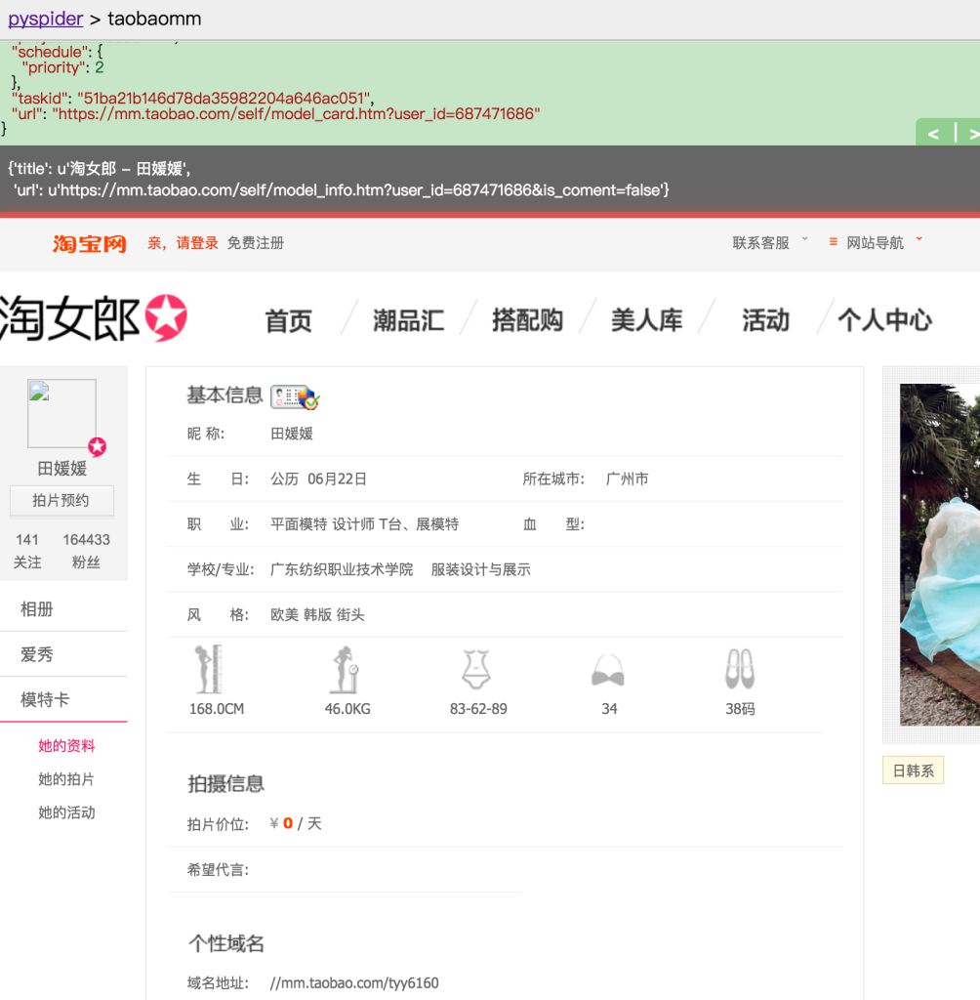 pyspider > taobaomm
"schedule": {
"priority": 2
},
"taskid": "51ba21b146d78da35982204a646ac051",
"url": "https://mm.taobao.com/self/model_card.htm?user_id=687471686"
}
< | >
{'title': u'淘女郎 - 田媛媛',
'url': u'https://mm.taobao.com/self/model_info.htm?user_id=687471686&is_coment=false'}
淘宝网 亲，请登录 免费注册 联系客服 网站导航
淘女郎 首页 潮品汇 搭配购 美人库 活动 个人中心
田媛媛
拍片预约
141 164433
关注 粉丝
相册
爱秀
模特卡
她的资料
她的拍片
她的活动
基本信息
昵 称: 田媛媛
生 日: 公历 06月22日 所在城市: 广州市
职 业: 平面模特 设计师 T台、展模特 血 型:
学校/专业: 广东纺织职业技术学院 服装设计与展示
风 格: 欧美 韩版 街头
168.0CM 46.0KG 83-62-89 34 38码
拍摄信息
拍片价位: ¥ 0 / 天
希望代言:
个性域名
域名地址: //mm.taobao.com/tyy6160
日韩系